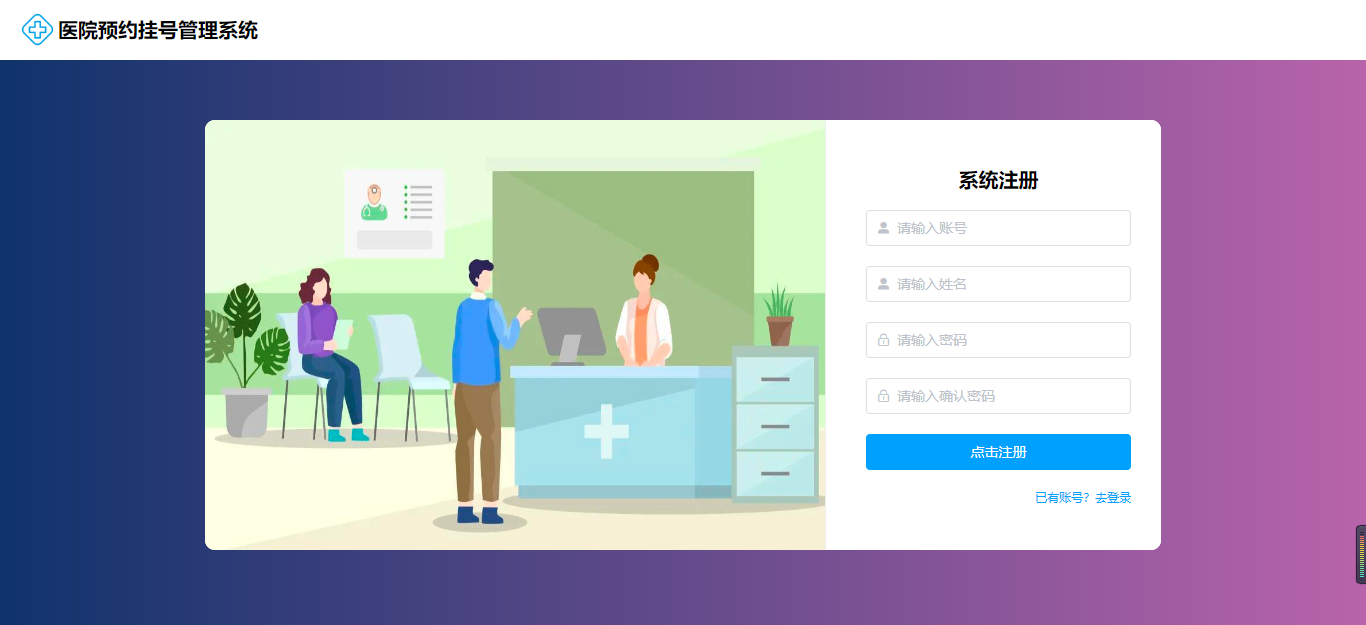 医院预约挂号管理系统
系统注册
请输入账号
请输入姓名
请输入密码
请输入确认密码
点击注册
已有账号？去登录